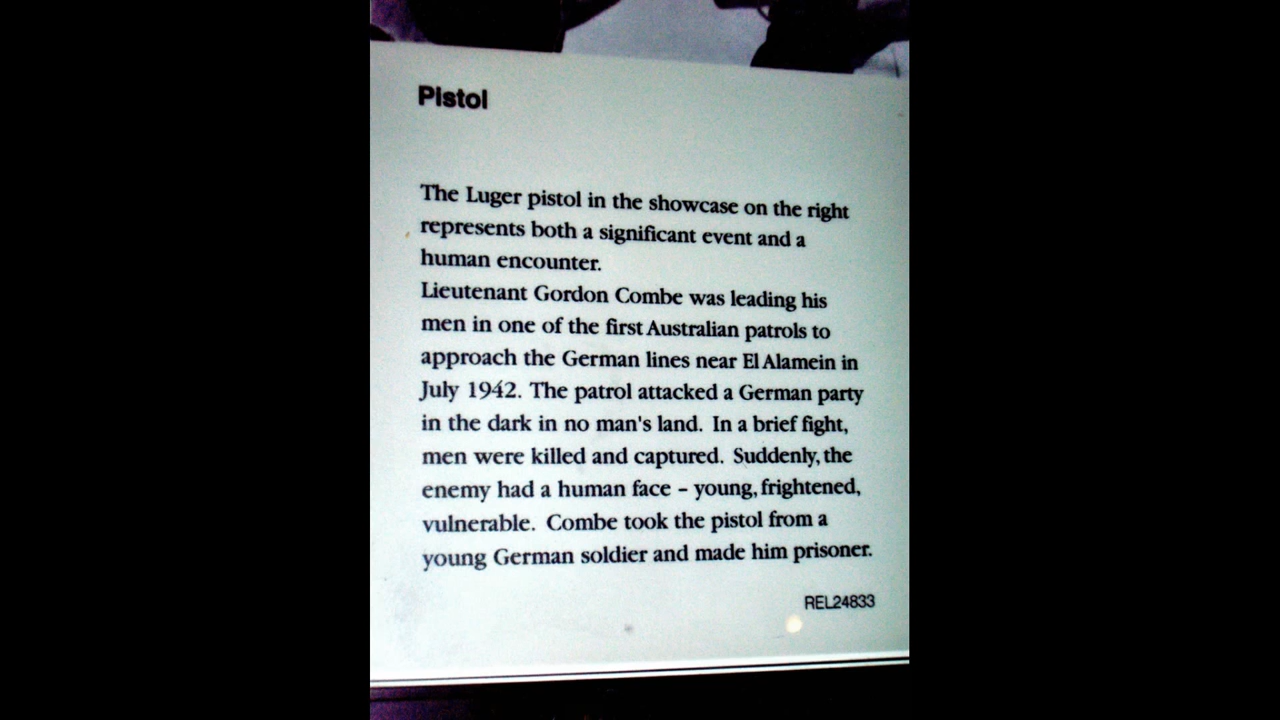 Pistol
The Luger pistol in the showcase on the right
represents both a significant event and a
human encounter.
Lieutenant Gordon Combe was leading his
men in one of the first Australian patrols to
approach the German lines near El Alamein in
July 1942. The patrol attacked a German party
in the dark in no man's land. In a brief fight,
men were killed and captured. Suddenly, the
enemy had a human face – young, frightened,
vulnerable. Combe took the pistol from a
young German soldier and made him prisoner.
REL24833